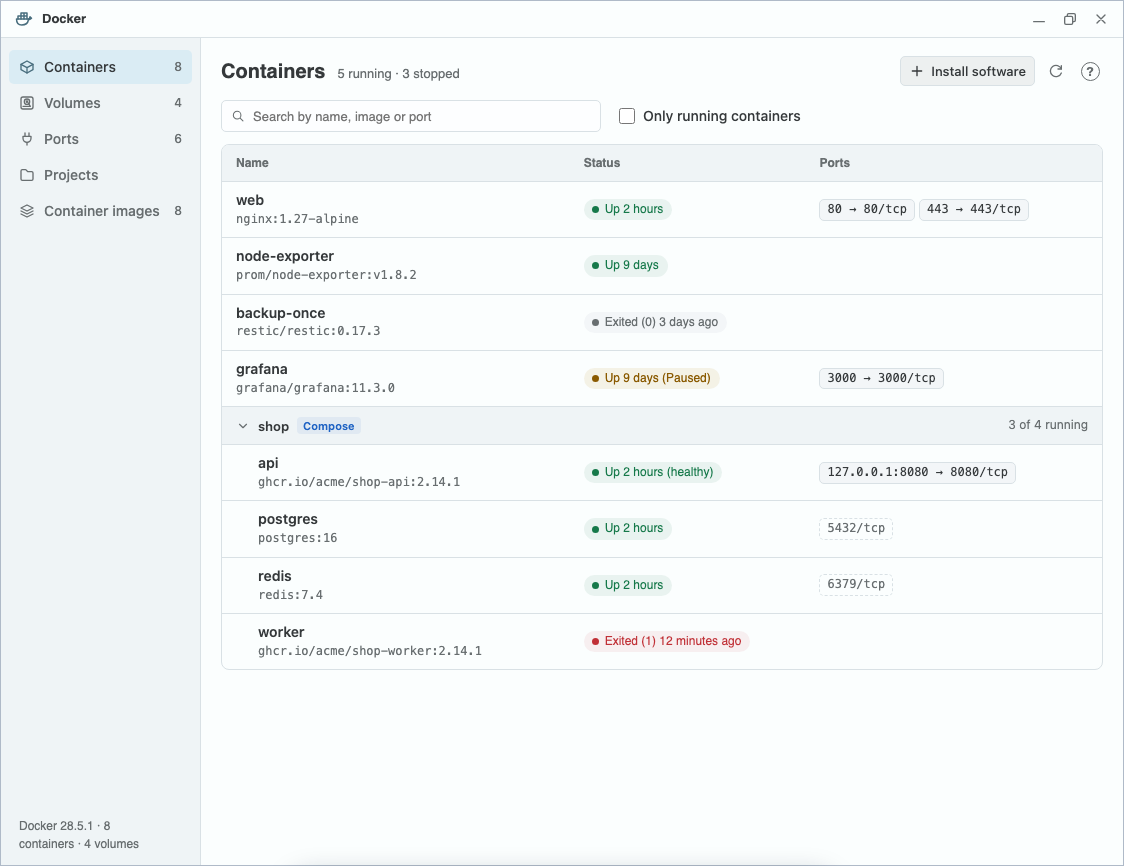 Docker
Containers 8
Volumes 4
Ports 6
Projects
Container images 8
Docker 28.5.1 · 8
containers · 4 volumes
Containers 5 running · 3 stopped
Install software
?
Search by name, image or port
Only running containers
Name Status Ports
web
nginx:1.27-alpine
Up 2 hours
80 → 80/tcp 443 → 443/tcp
node-exporter
prom/node-exporter:v1.8.2
Up 9 days
backup-once
restic/restic:0.17.3
Exited (0) 3 days ago
grafana
grafana/grafana:11.3.0
Up 9 days (Paused)
3000 → 3000/tcp
shop Compose 3 of 4 running
api
ghcr.io/acme/shop-api:2.14.1
Up 2 hours (healthy)
127.0.0.1:8080 → 8080/tcp
postgres
postgres:16
Up 2 hours
5432/tcp
redis
redis:7.4
Up 2 hours
6379/tcp
worker
ghcr.io/acme/shop-worker:2.14.1
Exited (1) 12 minutes ago